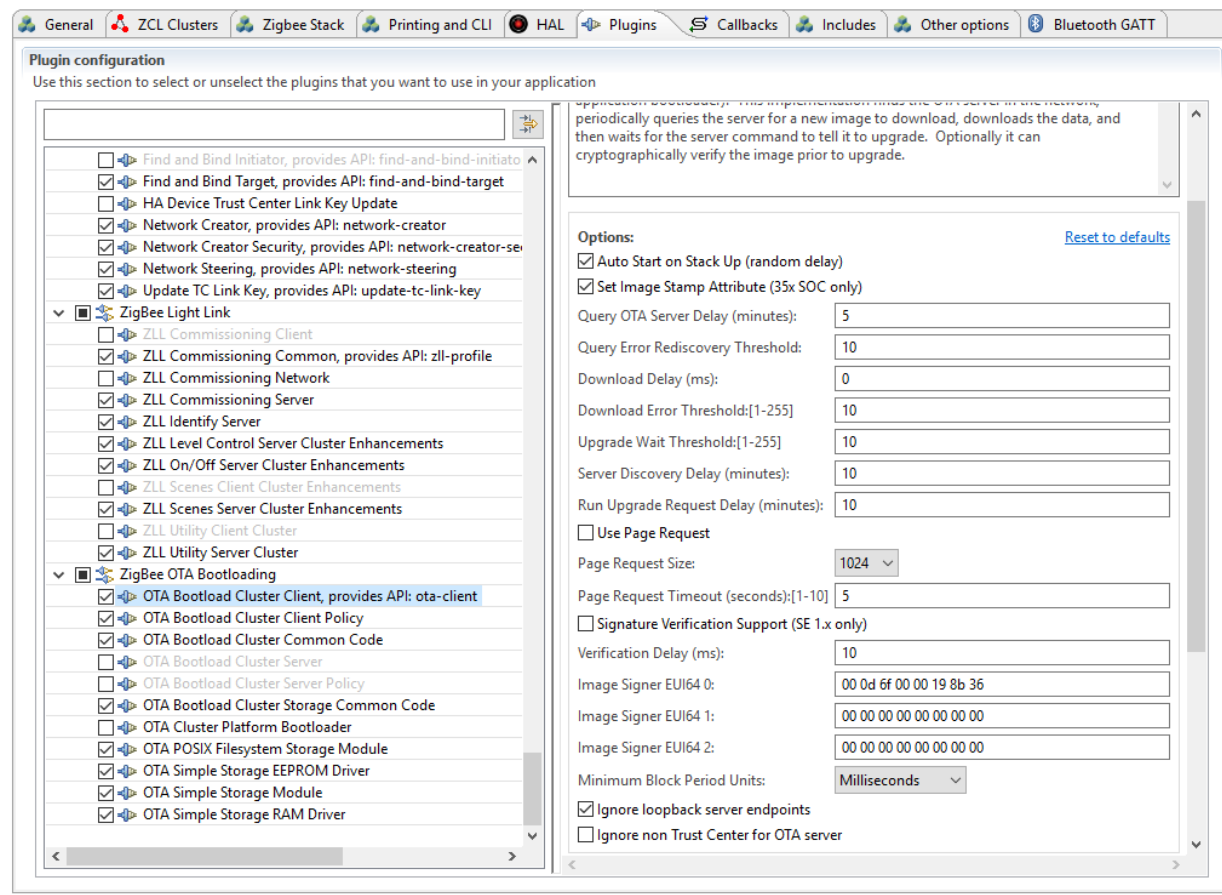 General ZCL Clusters Zigbee Stack Printing and CLI HAL Plugins Callbacks Includes Other options Bluetooth GATT
Plugin configuration
Use this section to select or unselect the plugins that you want to use in your application
Find and Bind Initiator, provides API: find-and-bind-initiato
Find and Bind Target, provides API: find-and-bind-target
HA Device Trust Center Link Key Update
Network Creator, provides API: network-creator
Network Creator Security, provides API: network-creator-se
Network Steering, provides API: network-steering
Update TC Link Key, provides API: update-tc-link-key
ZigBee Light Link
ZLL Commissioning Client
ZLL Commissioning Common, provides API: zll-profile
ZLL Commissioning Network
ZLL Commissioning Server
ZLL Identify Server
ZLL Level Control Server Cluster Enhancements
ZLL On/Off Server Cluster Enhancements
ZLL Scenes Client Cluster Enhancements
ZLL Scenes Server Cluster Enhancements
ZLL Utility Client Cluster
ZLL Utility Server Cluster
ZigBee OTA Bootloading
OTA Bootload Cluster Client, provides API: ota-client
OTA Bootload Cluster Client Policy
OTA Bootload Cluster Common Code
OTA Bootload Cluster Server
OTA Bootload Cluster Server Policy
OTA Bootload Cluster Storage Common Code
OTA Cluster Platform Bootloader
OTA POSIX Filesystem Storage Module
OTA Simple Storage EEPROM Driver
OTA Simple Storage Module
OTA Simple Storage RAM Driver
application bootloader). This implementation finds the OTA server in the network,
periodically queries the server for a new image to download, downloads the data, and
then waits for the server command to tell it to upgrade. Optionally it can
cryptographically verify the image prior to upgrade.
Options: Reset to defaults
Auto Start on Stack Up (random delay)
Set Image Stamp Attribute (35x SOC only)
Query OTA Server Delay (minutes): 5
Query Error Rediscovery Threshold: 10
Download Delay (ms): 0
Download Error Threshold:[1-255] 10
Upgrade Wait Threshold:[1-255] 10
Server Discovery Delay (minutes): 10
Run Upgrade Request Delay (minutes): 10
Use Page Request
Page Request Size: 1024
Page Request Timeout (seconds):[1-10] 5
Signature Verification Support (SE 1.x only)
Verification Delay (ms): 10
Image Signer EUI64 0: 00 0d 6f 00 00 19 8b 36
Image Signer EUI64 1: 00 00 00 00 00 00 00 00
Image Signer EUI64 2: 00 00 00 00 00 00 00 00
Minimum Block Period Units: Milliseconds
Ignore loopback server endpoints
Ignore non Trust Center for OTA server